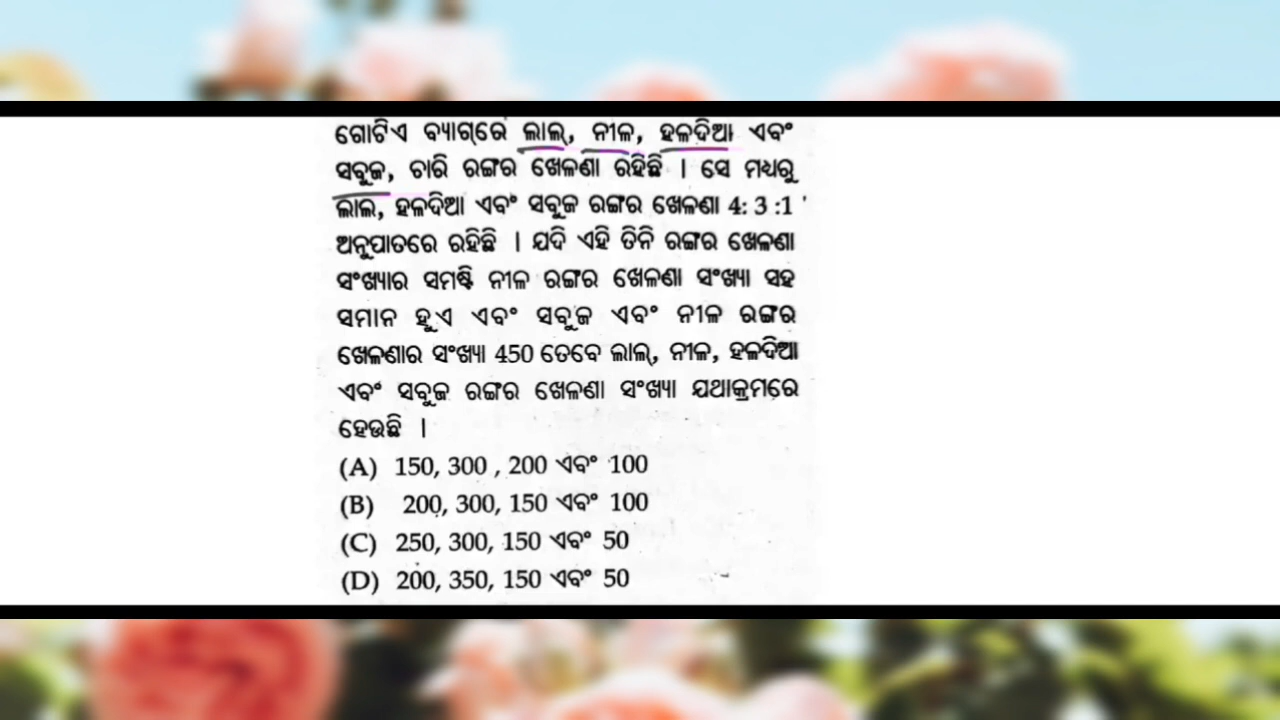 ଗୋଟିଏ ବ୍ୟାଗ୍‌ରେ ଲାଲ୍, ନୀଳ, ହଳଦିଆ ଏବଂ
ସବୁଜ, ଚାରି ରଙ୍ଗର ଖେଳଣା ରହିଛି । ସେ ମଧ୍ୟରୁ
ଲାଲ, ହଳଦିଆ ଏବଂ ସବୁଜ ରଙ୍ଗର ଖେଳଣା 4: 3 :1
ଅନୁପାତରେ ରହିଛି । ଯଦି ଏହି ତିନି ରଙ୍ଗର ଖେଳଣା
ସଂଖ୍ୟାର ସମଷ୍ଟି ନୀଳ ରଙ୍ଗର ଖେଳଣା ସଂଖ୍ୟା ସହ
ସମାନ ହୁଏ ଏବଂ ସବୁଜ ଏବଂ ନୀଳ ରଙ୍ଗର
ଖେଳଣାର ସଂଖ୍ୟା 450 ତେବେ ଲାଲ୍, ନୀଳ, ହଳଦିଆ
ଏବଂ ସବୁଜ ରଙ୍ଗର ଖେଳଣା ସଂଖ୍ୟା ଯଥାକ୍ରମରେ
ହେଉଛି ।
(A) 150, 300 , 200 ଏବଂ 100
(B) 200, 300, 150 ଏବଂ 100
(C) 250, 300, 150 ଏବଂ 50
(D) 200, 350, 150 ଏବଂ 50